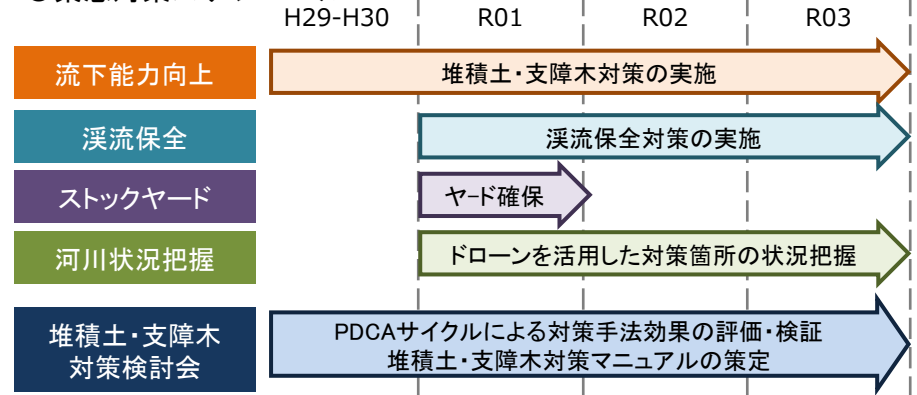 H29-H30 R01 R02 R03
流下能力向上 堆積土・支障木対策の実施
渓流保全 渓流保全対策の実施
ストックヤード ヤード確保
河川状況把握 ドローンを活用した対策箇所の状況把握
堆積土・支障木
対策検討会
PDCAサイクルによる対策手法効果の評価・検証
堆積土・支障木対策マニュアルの策定